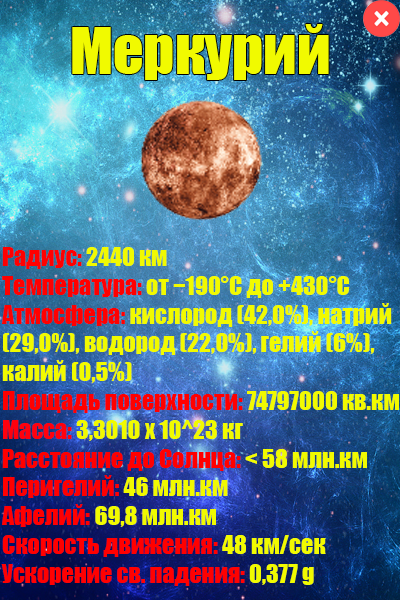 Меркурий
Радиус: 2440 км
Температура: от −190°C до +430°C
Атмосфера: кислород (42,0%), натрий
(29,0%), водород (22,0%), гелий (6%),
калий (0,5%)
Площадь поверхности: 74797000 кв.км
Масса: 3,3010 x 10^23 кг
Расстояние до Солнца: < 58 млн.км
Перигелий: 46 млн.км
Афелий: 69,8 млн.км
Скорость движения: 48 км/сек
Ускорение св. падения: 0,377 g